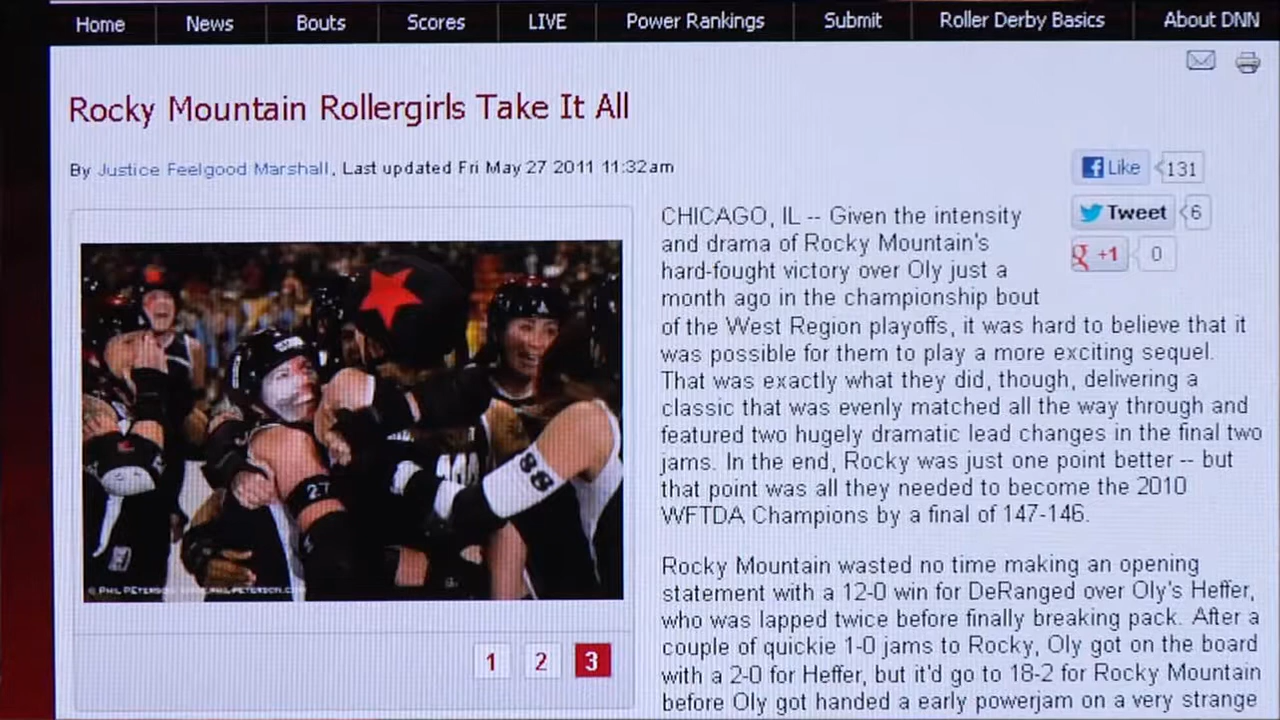 Home News Bouts Scores LIVE Power Rankings Submit Roller Derby Basics About DNN
Rocky Mountain Rollergirls Take It All
By Justice Feelgood Marshall, Last updated Fri May 27 2011 11:32am
Like 131
Tweet 6
g +1 0
CHICAGO, IL -- Given the intensity
and drama of Rocky Mountain's
hard-fought victory over Oly just a
month ago in the championship bout
of the West Region playoffs, it was hard to believe that it
was possible for them to play a more exciting sequel.
That was exactly what they did, though, delivering a
classic that was evenly matched all the way through and
featured two hugely dramatic lead changes in the final two
jams. In the end, Rocky was just one point better -- but
that point was all they needed to become the 2010
WFTDA Champions by a final of 147-146.
Rocky Mountain wasted no time making an opening
statement with a 12-0 win for DeRanged over Oly's Heffer,
who was lapped twice before finally breaking pack. After a
couple of quickie 1-0 jams to Rocky, Oly got on the board
with a 2-0 for Heffer, but it'd go to 18-2 for Rocky Mountain
before Oly got handed a early powerjam on a very strange
27
88
© PHIL PETERSON
1 2 3